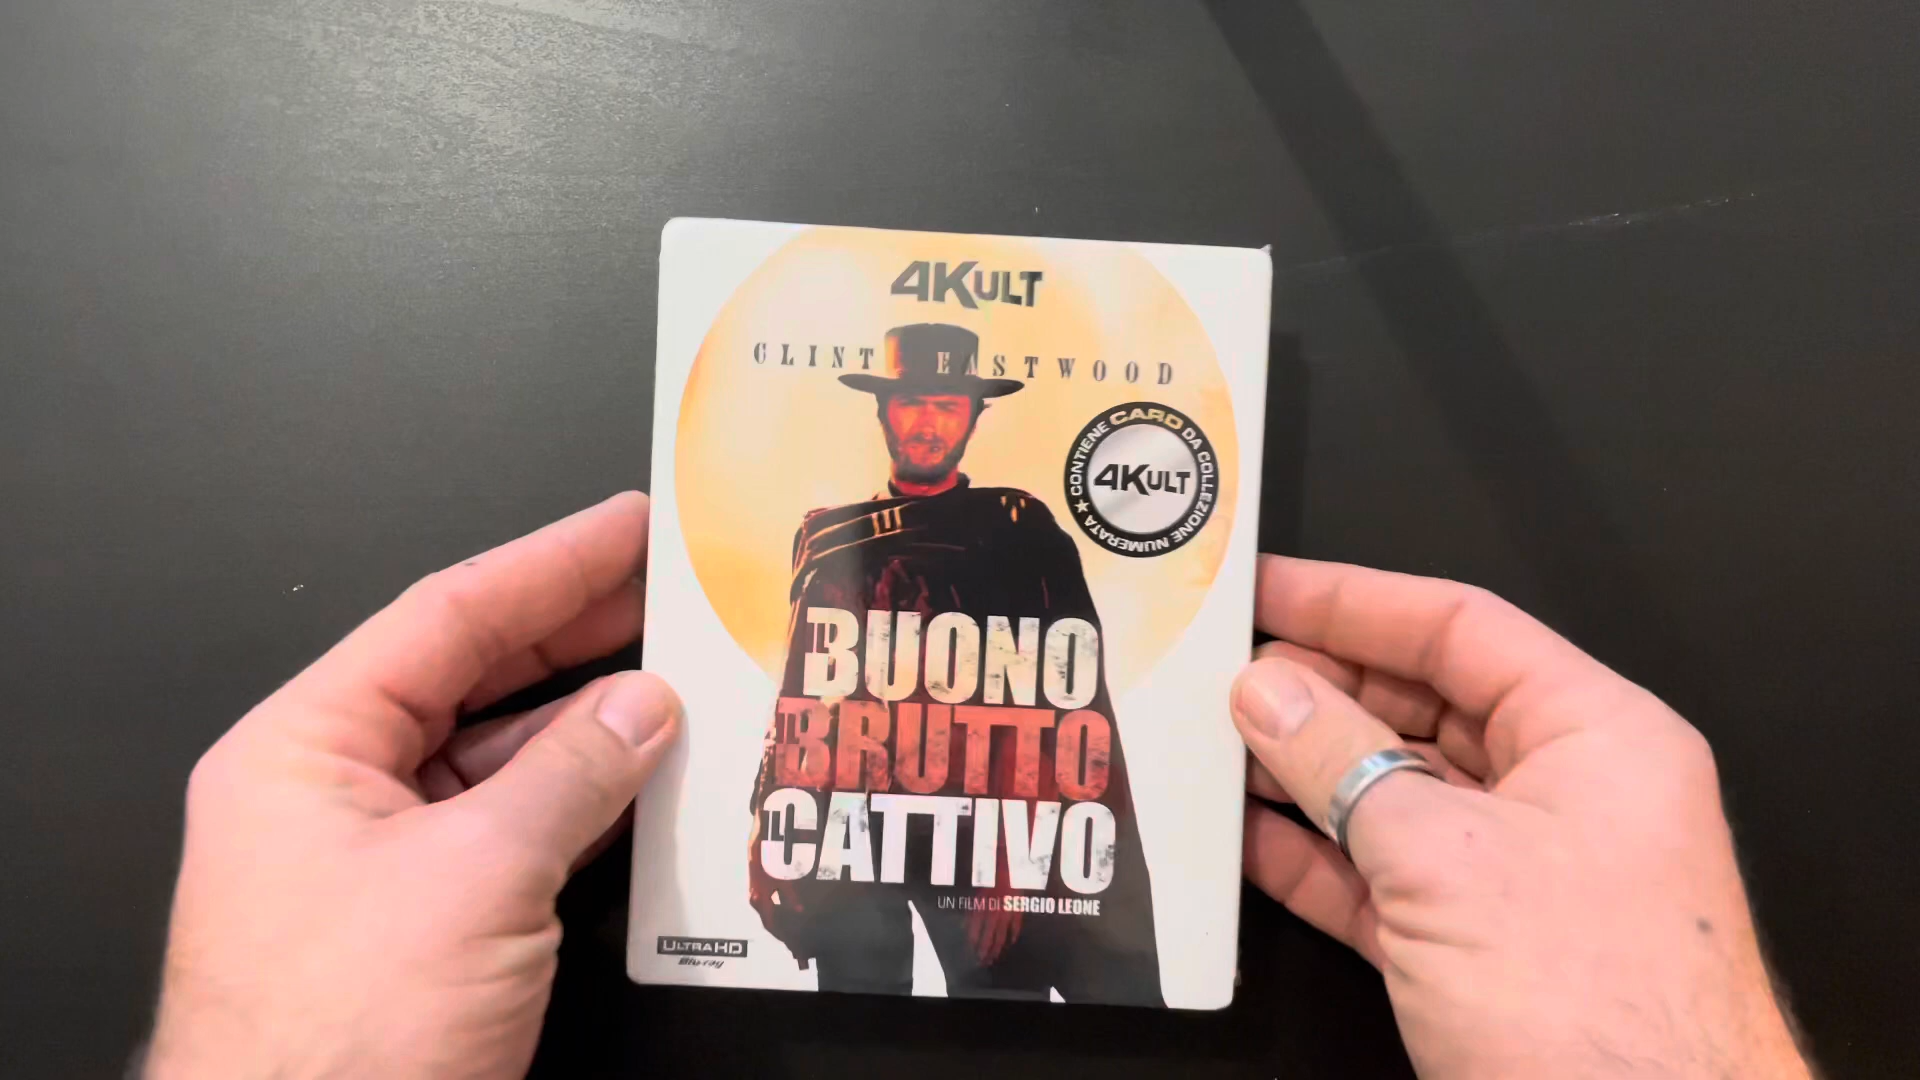 4KULT
CLINT EASTWOOD
★ CONTIENE CARD DA COLLEZIONE NUMERATA
4KULT
IL BUONO
IL BRUTTO
IL CATTIVO
UN FILM DI SERGIO LEONE
ULTRA HD
Blu-ray